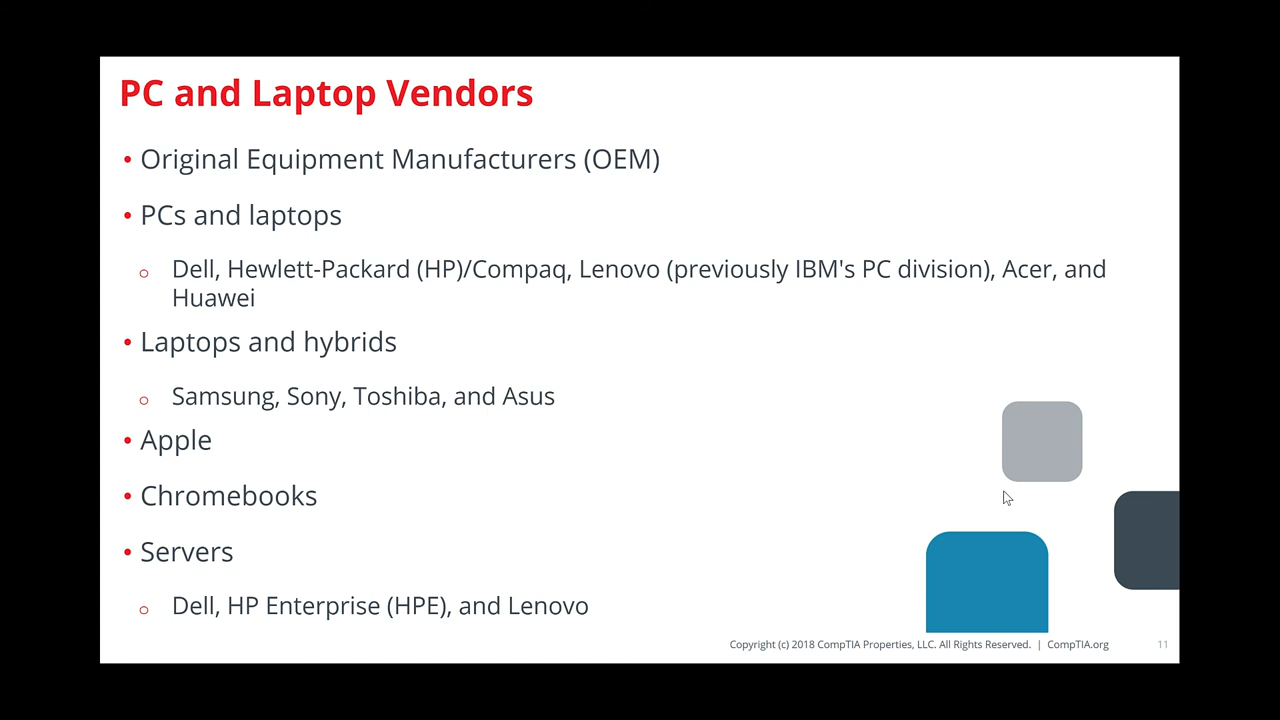 PC and Laptop Vendors
• Original Equipment Manufacturers (OEM)
• PCs and laptops
o Dell, Hewlett-Packard (HP)/Compaq, Lenovo (previously IBM's PC division), Acer, and
Huawei
• Laptops and hybrids
o Samsung, Sony, Toshiba, and Asus
• Apple
• Chromebooks
• Servers
o Dell, HP Enterprise (HPE), and Lenovo
Copyright (c) 2018 CompTIA Properties, LLC. All Rights Reserved. | CompTIA.org 11